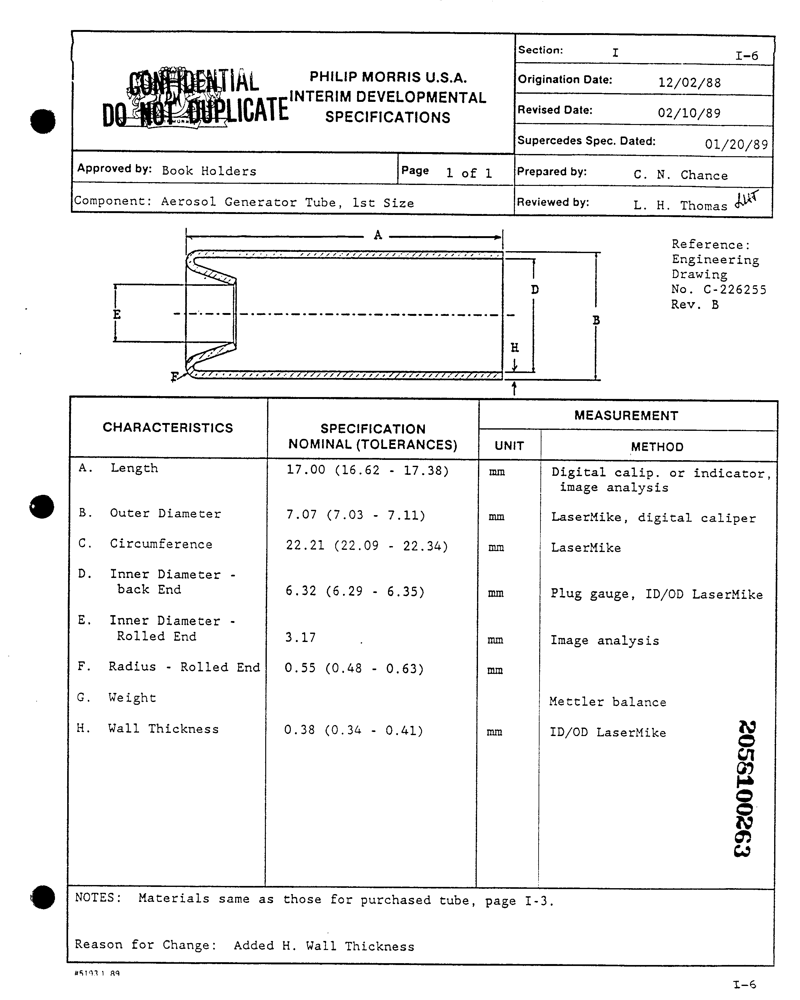 Section: I I-6
CONFIDENTIAL
DO NOT DUPLICATE
PHILIP MORRIS U.S.A.
INTERIM DEVELOPMENTAL
SPECIFICATIONS
Origination Date: 12/02/88
Revised Date: 02/10/89
Supercedes Spec. Dated: 01/20/89
Approved by: Book Holders Page 1 of 1 Prepared by: C. N. Chance
Component: Aerosol Generator Tube, 1st Size Reviewed by: L. H. Thomas LHT
A
Reference:
Engineering
Drawing
No. C-226255
Rev. B
E
D
B
H
F
CHARACTERISTICS SPECIFICATION NOMINAL (TOLERANCES) MEASUREMENT
UNIT METHOD
A. Length 17.00 (16.62 - 17.38) mm Digital calip. or indicator,
image analysis
B. Outer Diameter 7.07 (7.03 - 7.11) mm LaserMike, digital caliper
C. Circumference 22.21 (22.09 - 22.34) mm LaserMike
D. Inner Diameter -
back End 6.32 (6.29 - 6.35) mm Plug gauge, ID/OD LaserMike
E. Inner Diameter -
Rolled End 3.17 mm Image analysis
F. Radius - Rolled End 0.55 (0.48 - 0.63) mm
G. Weight Mettler balance
H. Wall Thickness 0.38 (0.34 - 0.41) mm ID/OD LaserMike
2058100263
NOTES: Materials same as those for purchased tube, page I-3.
Reason for Change: Added H. Wall Thickness
I-6